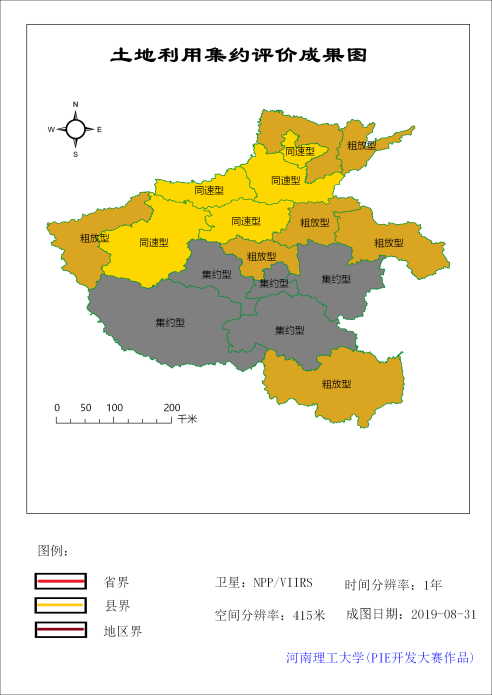 土地利用集约评价成果图
N
W E
S
同速型
粗放型
同速型
同速型
同速型
粗放型
粗放型
同速型
粗放型
粗放型
集约型
集约型
集约型
集约型
集约型
粗放型
0 50 100 200
千米
图例:
省界
县界
地区界
卫星: NPP/VIIRS
时间分辨率: 1年
空间分辨率: 415米
成图日期: 2019-08-31
河南理工大学(PIE开发大赛作品)